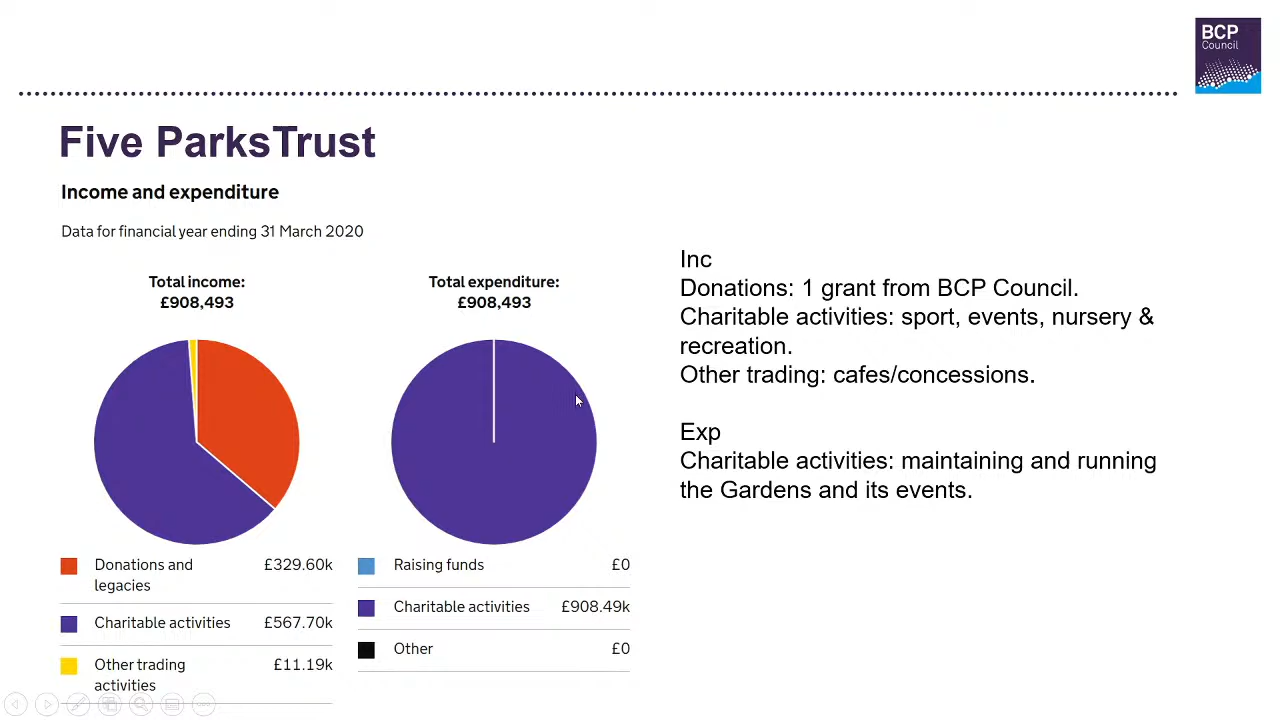 BCP
Council
Five ParksTrust
Income and expenditure
Data for financial year ending 31 March 2020
Total income:
£908,493
Total expenditure:
£908,493
Donations and
legacies
£329.60k
Charitable activities
£567.70k
Other trading
activities
£11.19k
Raising funds
£0
Charitable activities
£908.49k
Other
£0
Inc
Donations: 1 grant from BCP Council.
Charitable activities: sport, events, nursery &
recreation.
Other trading: cafes/concessions.
Exp
Charitable activities: maintaining and running
the Gardens and its events.